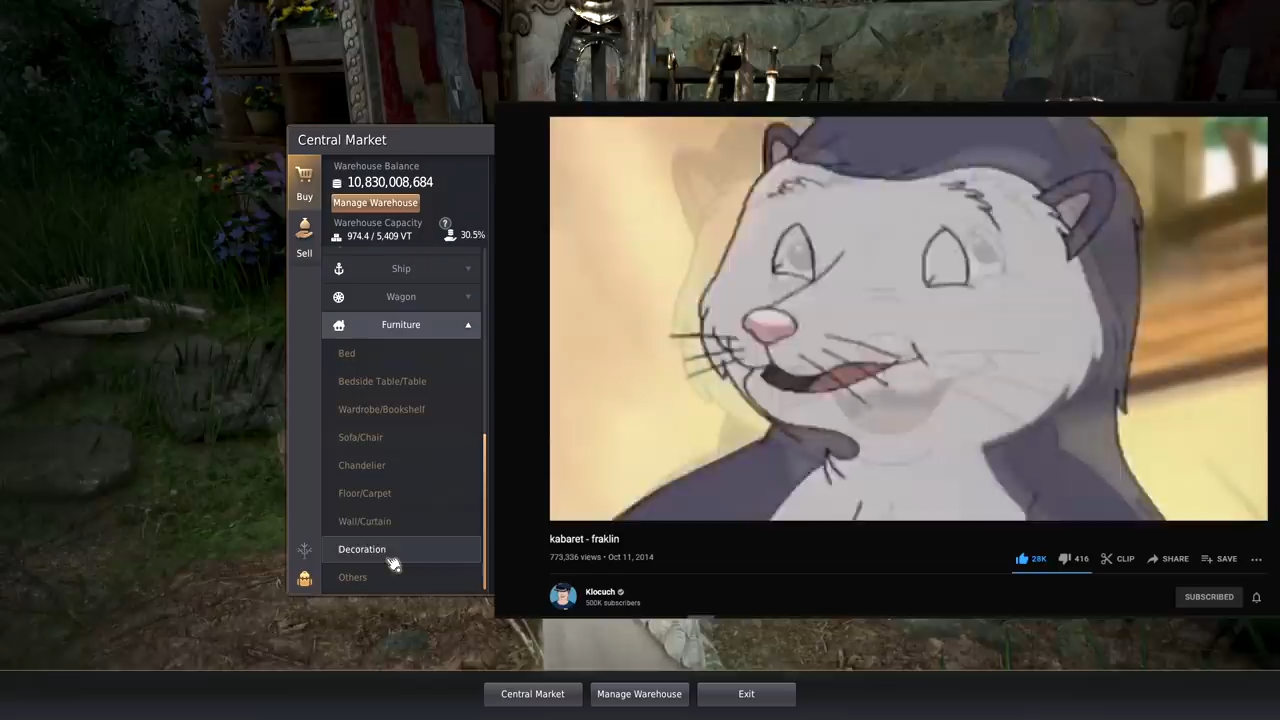 Central Market
Buy
Sell
Warehouse Balance
10,830,008,684
Manage Warehouse
Warehouse Capacity
?
974.4 / 5,409 VT
30.5%
Ship
Wagon
Furniture
Bed
Bedside Table/Table
Wardrobe/Bookshelf
Sofa/Chair
Chandelier
Floor/Carpet
Wall/Curtain
Decoration
Others
kabaret - fraklin
773,336 views • Oct 11, 2014
28K
416
CLIP
SHARE
SAVE
...
Klocuch
500K subscribers
SUBSCRIBED
Central Market
Manage Warehouse
Exit